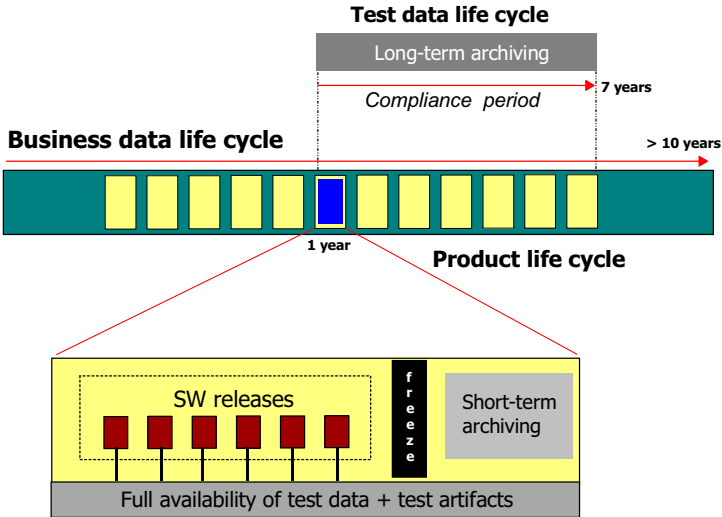 Test data life cycle
Long-term archiving
7 years
Compliance period
Business data life cycle
> 10 years
1 year
Product life cycle
SW releases
freeze
Short-term
archiving
Full availability of test data + test artifacts